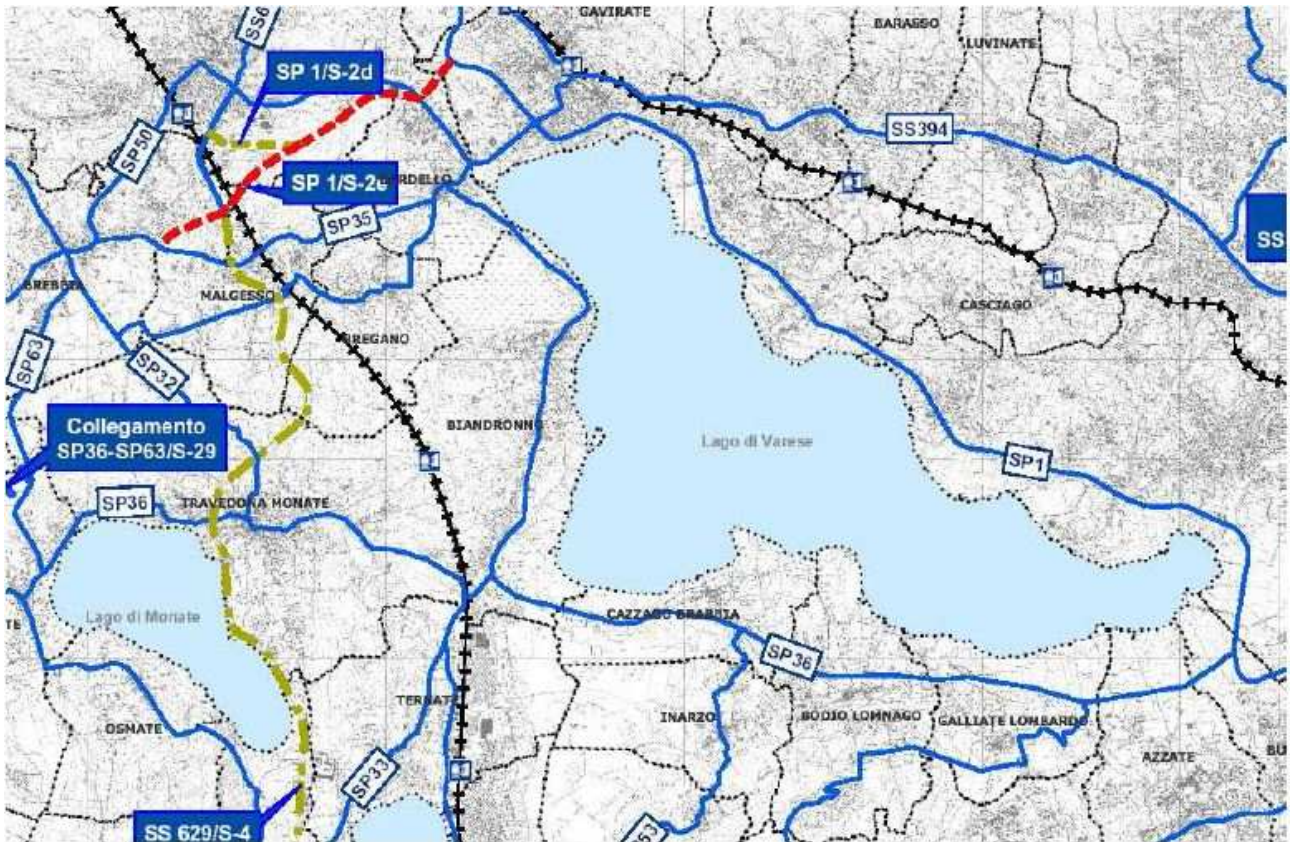 GAVIRATE
BARASSO
LUVINATE
SS6
SP 1/S-2d
SS394
SP50
SP 1/S-2e
SP35
SS
BREBBIA
MALGESSO
CASCIAGO
BREGANO
SP63
SP32
Collegamento
SP36-SP63/S-29
BIANDRONNO
Lago di Varese
SP1
SP36
TRAVEDONA MONATE
Lago di Monate
CAZZAGO BRABBIA
TE
SP36
TERNATE
OSMATE
INARZO
BODIO LOMNAGO
GALLIATE LOMBARDO
AZZATE
BU
SP33
SS 629/S-4